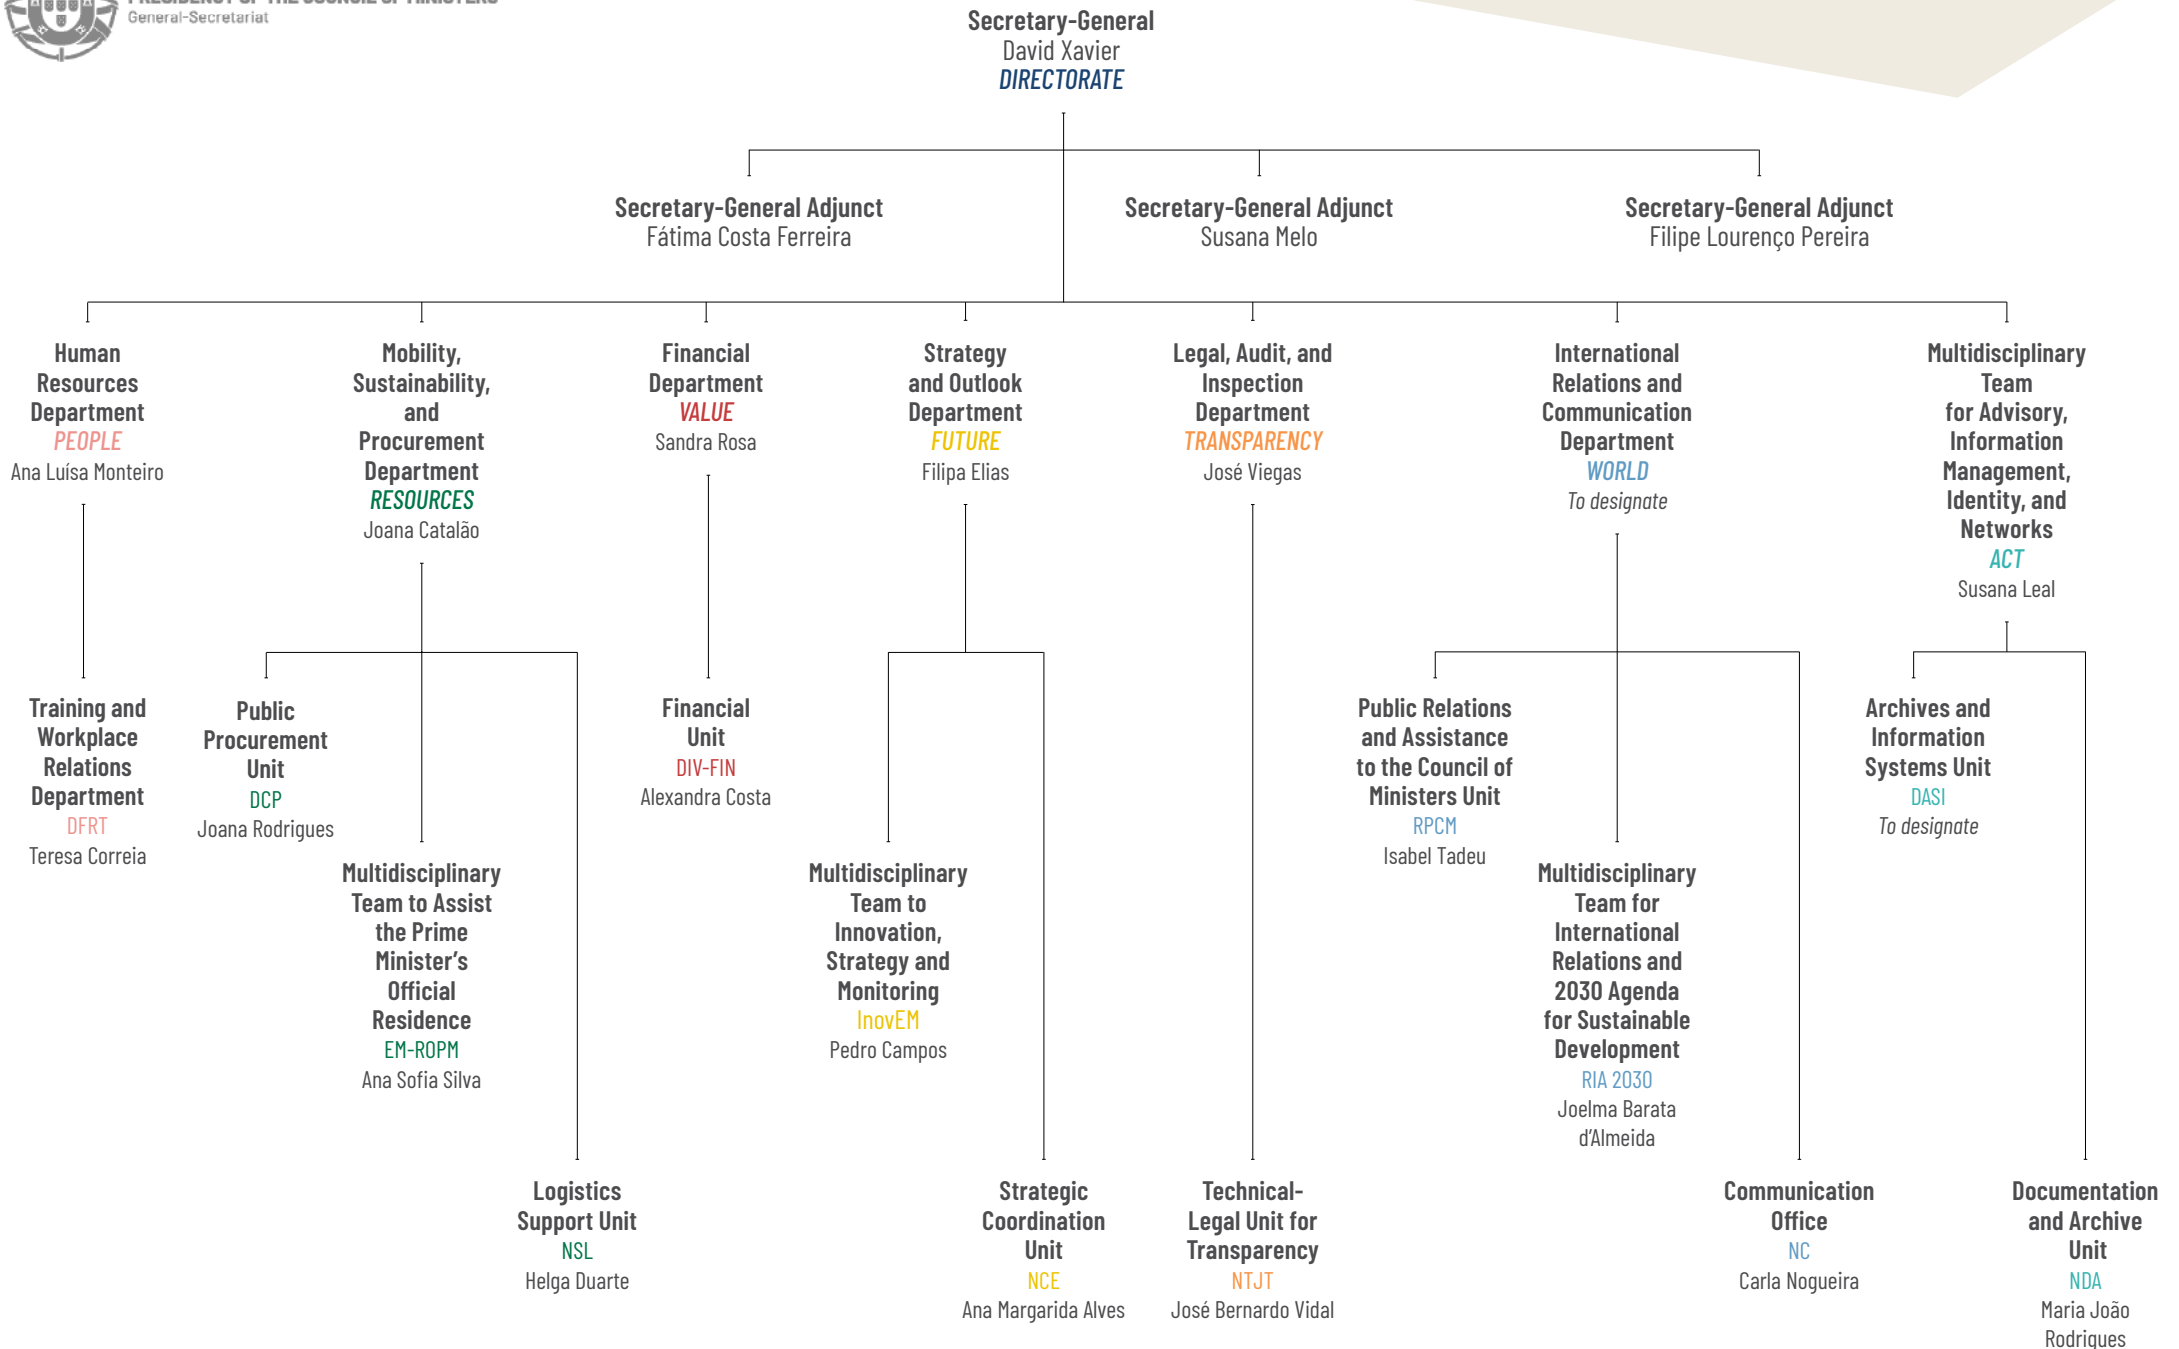 PRESIDENCY OF THE COUNCIL OF MINISTERS
General-Secretariat
Secretary-General
David Xavier
DIRECTORATE
Secretary-General Adjunct
Fátima Costa Ferreira
Secretary-General Adjunct
Susana Melo
Secretary-General Adjunct
Filipe Lourenço Pereira
Human
Resources
Department
PEOPLE
Ana Luísa Monteiro
Mobility,
Sustainability,
and
Procurement
Department
RESOURCES
Joana Catalão
Financial
Department
VALUE
Sandra Rosa
Strategy
and Outlook
Department
FUTURE
Filipa Elias
Legal, Audit, and
Inspection
Department
TRANSPARENCY
José Viegas
International
Relations and
Communication
Department
WORLD
To designate
Multidisciplinary
Team
for Advisory,
Information
Management,
Identity, and
Networks
ACT
Susana Leal
Training and
Workplace
Relations
Department
DFRT
Teresa Correia
Public
Procurement
Unit
DCP
Joana Rodrigues
Multidisciplinary
Team to Assist
the Prime
Minister's
Official
Residence
EM-ROPM
Ana Sofia Silva
Logistics
Support Unit
NSL
Helga Duarte
Financial
Unit
DIV-FIN
Alexandra Costa
Multidisciplinary
Team to
Innovation,
Strategy and
Monitoring
InovEM
Pedro Campos
Strategic
Coordination
Unit
NCE
Ana Margarida Alves
Technical-
Legal Unit for
Transparency
NTJT
José Bernardo Vidal
Public Relations
and Assistance
to the Council of
Ministers Unit
RPCM
Isabel Tadeu
Multidisciplinary
Team for
International
Relations and
2030 Agenda
for Sustainable
Development
RIA 2030
Joelma Barata
d'Almeida
Communication
Office
NC
Carla Nogueira
Archives and
Information
Systems Unit
DASI
To designate
Documentation
and Archive
Unit
NDA
Maria João
Rodrigues